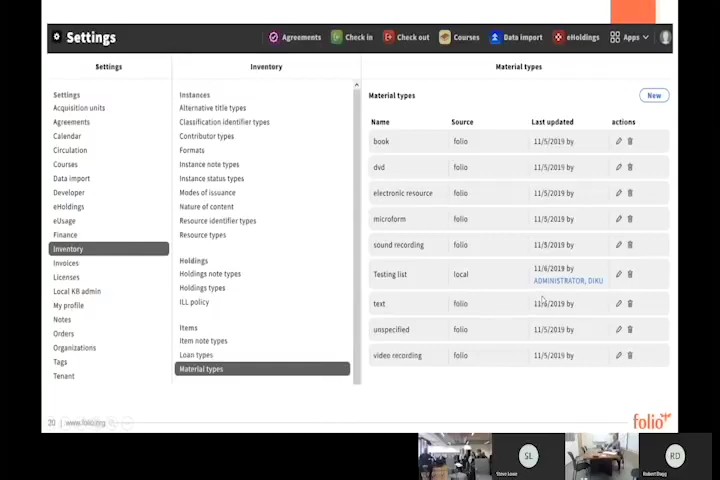 Settings
Agreements
Check in
Check out
Courses
Data import
eHoldings
Apps
Settings
Settings
Acquisition units
Agreements
Calendar
Circulation
Courses
Data import
Developer
eHoldings
eUsage
Finance
Inventory
Invoices
Licenses
Local KB admin
My profile
Notes
Orders
Organizations
Tags
Tenant
Inventory
Instances
Alternative title types
Classification identifier types
Contributor types
Formats
Instance note types
Instance status types
Modes of issuance
Nature of content
Resource identifier types
Resource types
Holdings
Holdings note types
Holdings types
ILL policy
Items
Item note types
Loan types
Material types
Material types
Material types
New
Name Source Last updated actions
book folio 11/5/2019 by
dvd folio 11/5/2019 by
electronic resource folio 11/5/2019 by
microform folio 11/5/2019 by
sound recording folio 11/5/2019 by
Testing list local 11/6/2019 by
ADMINISTRATOR, DIKU
text folio 11/5/2019 by
unspecified folio 11/5/2019 by
video recording folio 11/5/2019 by
20 www.folio.org
folio
SL
Steve Loos
RD
Robert Dagg